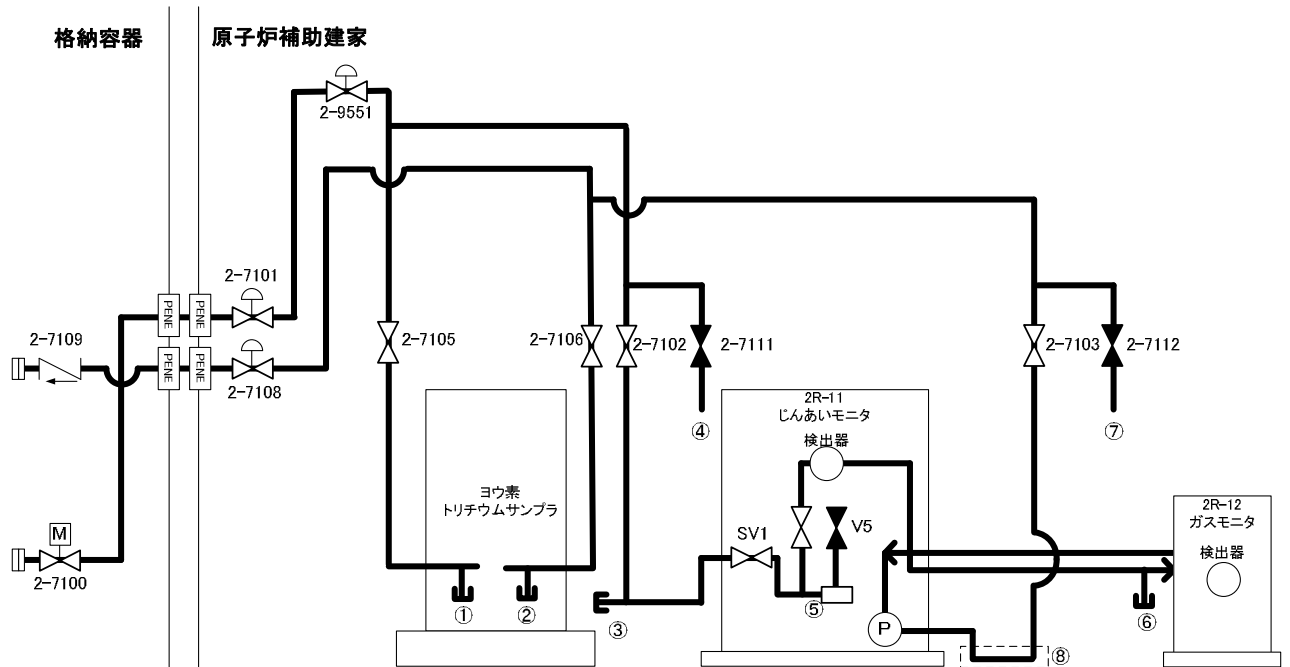 格納容器
原子炉補助建家
2-9551
2-7101
PENE
PENE
2-7109
PENE
PENE
2-7108
2-7105
2-7106
2-7102
2-7111
2-7103
2-7112
2R-11
じんあいモニタ
検出器
④
⑦
ヨウ素
トリチウムサンプラ
M
2-7100
SV1
V5
2R-12
ガスモニタ
検出器
①
②
③
⑤
P
⑥
⑧